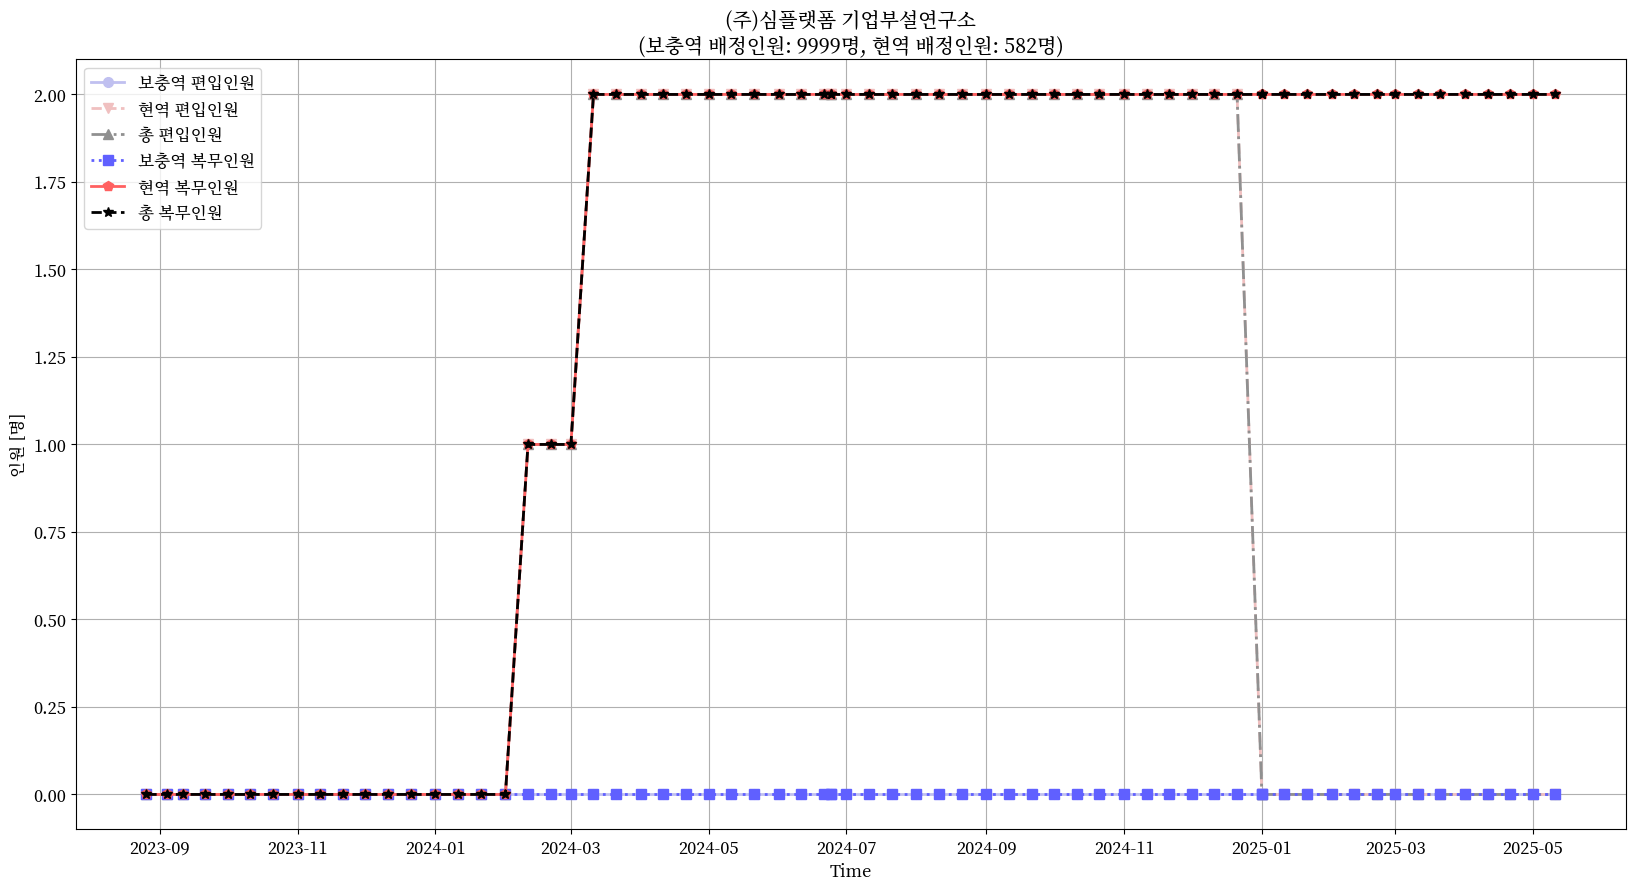 (주)심플랫폼 기업부설연구소
(보충역 배정인원: 9999명, 현역 배정인원: 582명)
보충역 편입인원
현역 편입인원
총 편입인원
보충역 복무인원
현역 복무인원
총 복무인원
2.00
1.75
1.50
1.25
1.00
0.75
0.50
0.25
0.00
인원 [명]
2023-09 2023-11 2024-01 2024-03 2024-05 2024-07 2024-09 2024-11 2025-01 2025-03 2025-05
Time